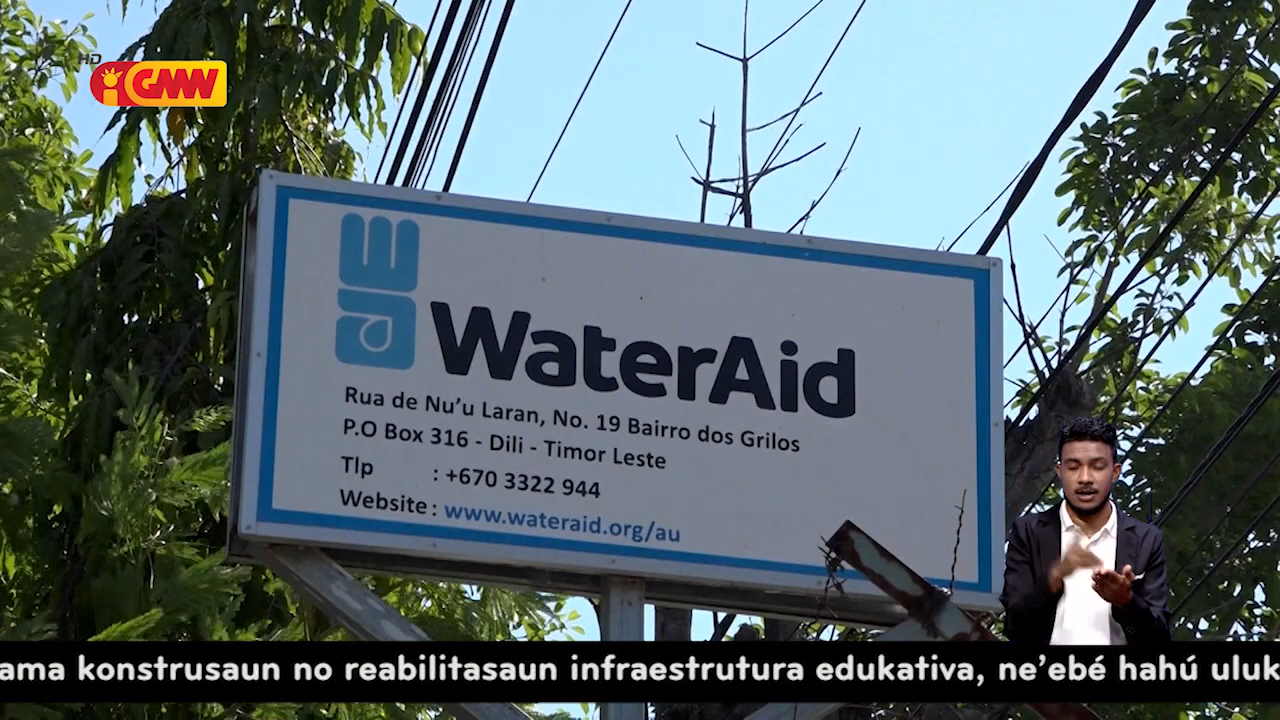 HD
GMN
WaterAid
Rua de Nu'u Laran, No. 19 Bairro dos Grilos
P.O Box 316 - Dili - Timor Leste
Tlp : +670 3322 944
Website : www.wateraid.org/au
ama konstrusaun no reabilitasaun infraestrutura edukativa, ne'ebé hahú uluk